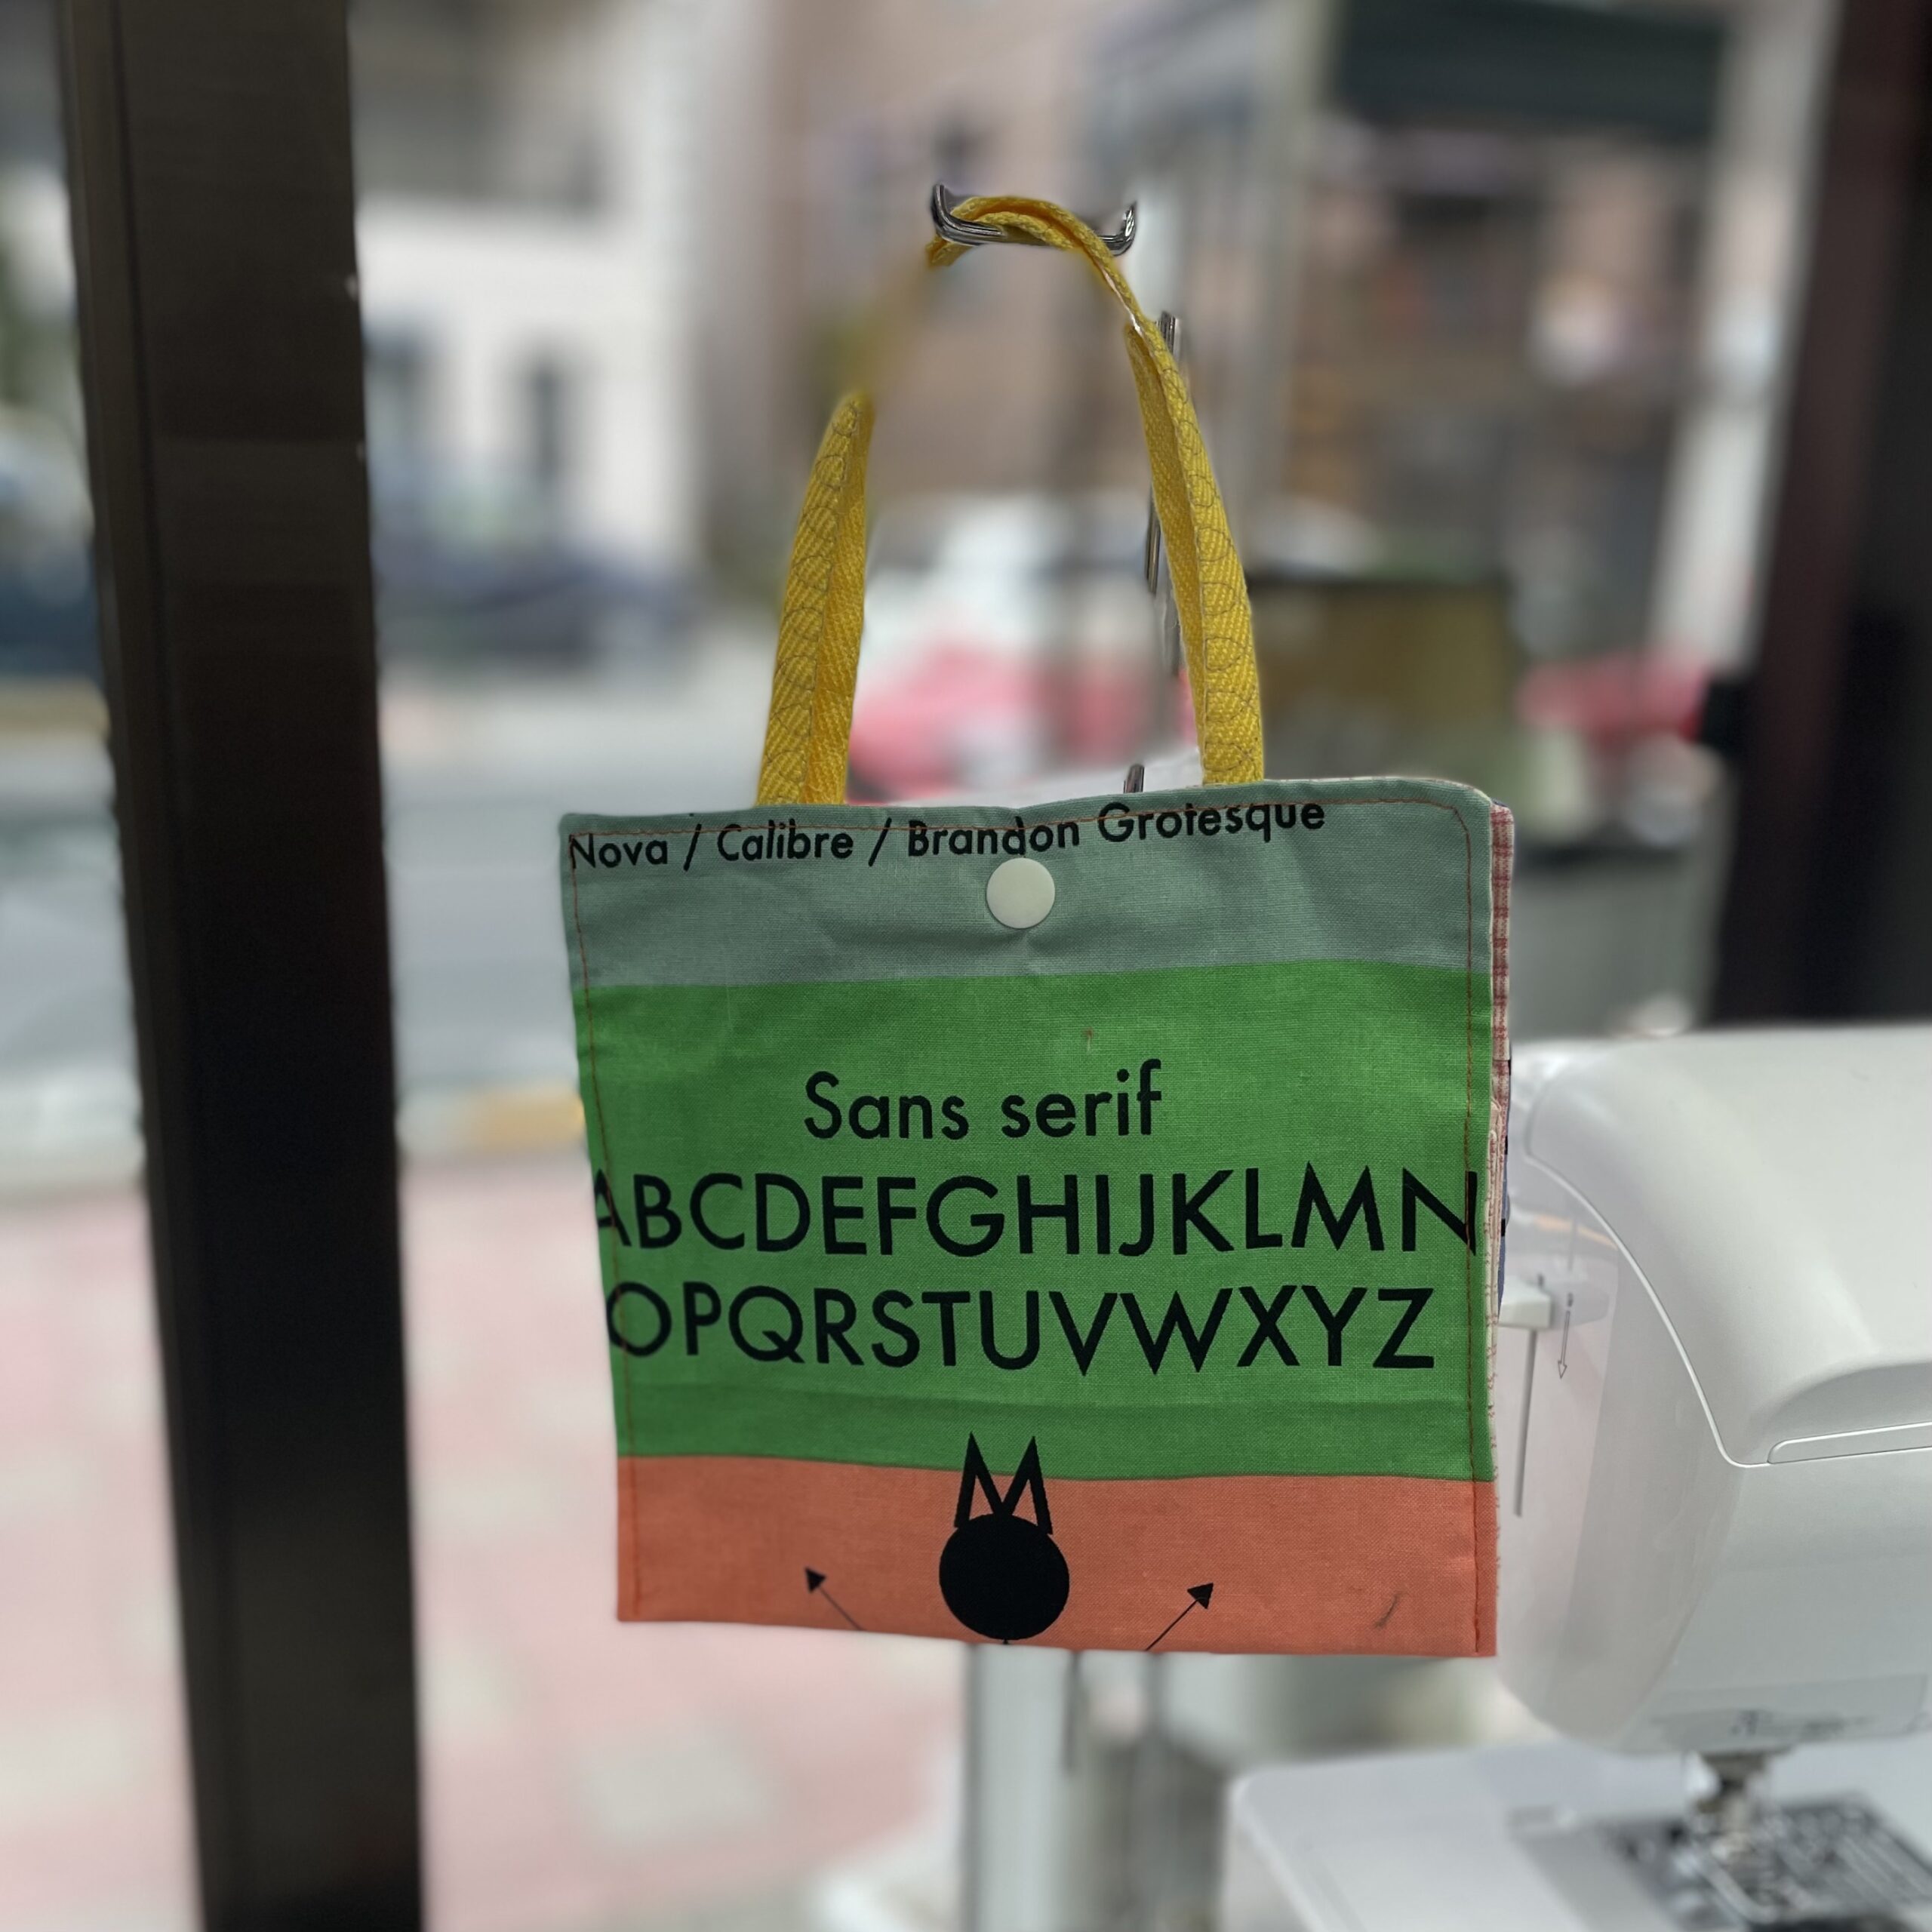 Nova / Calibre / Brandon Grotesque
Sans serif
ABCDEFGHIJKLMN
OPQRSTUVWXYZ
M